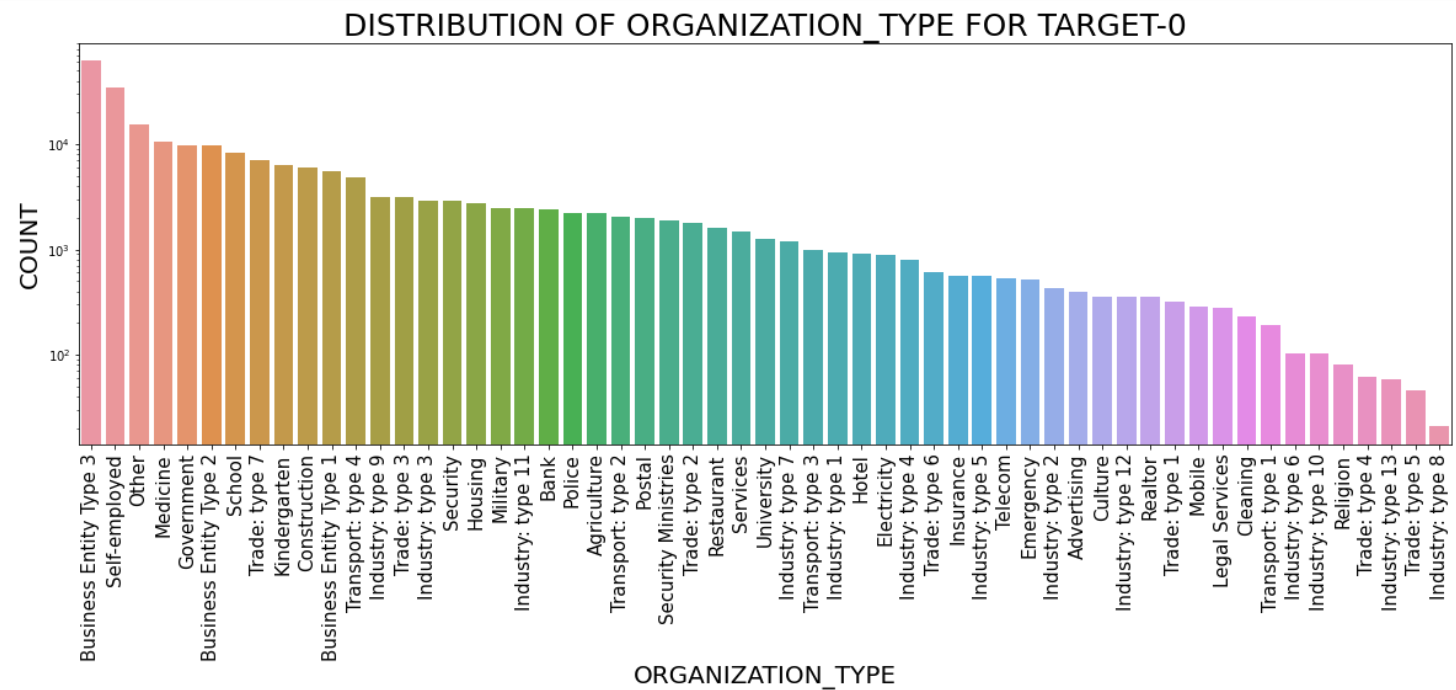 DISTRIBUTION OF ORGANIZATION_TYPE FOR TARGET-0
COUNT
10⁴
10³
10²
Business Entity Type 3
Self-employed
Other
Medicine
Government
Business Entity Type 2
School
Trade: type 7
Kindergarten
Construction
Business Entity Type 1
Transport: type 4
Industry: type 9
Trade: type 3
Industry: type 3
Security
Housing
Military
Industry: type 11
Bank
Police
Agriculture
Transport: type 2
Postal
Security Ministries
Trade: type 2
Restaurant
Services
University
Industry: type 7
Transport: type 3
Industry: type 1
Hotel
Electricity
Industry: type 4
Trade: type 6
Insurance
Industry: type 5
Telecom
Emergency
Industry: type 2
Advertising
Culture
Industry: type 12
Realtor
Trade: type 1
Mobile
Legal Services
Cleaning
Transport: type 1
Industry: type 6
Industry: type 10
Religion
Trade: type 4
Industry: type 13
Trade: type 5
Industry: type 8
ORGANIZATION_TYPE